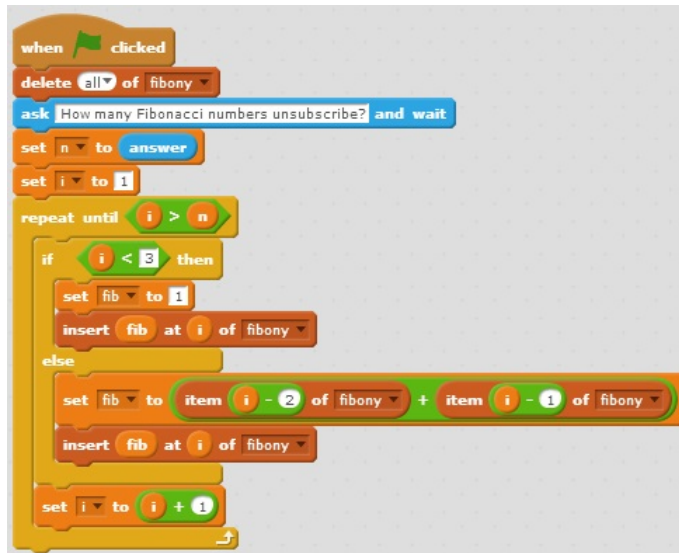 when clicked
delete all of fibony
ask How many Fibonacci numbers unsubscribe? and wait
set n to answer
set i to 1
repeat until i > n
if i < 3 then
set fib to 1
insert fib at i of fibony
else
set fib to item i - 2 of fibony + item i - 1 of fibony
insert fib at i of fibony
set i to i + 1